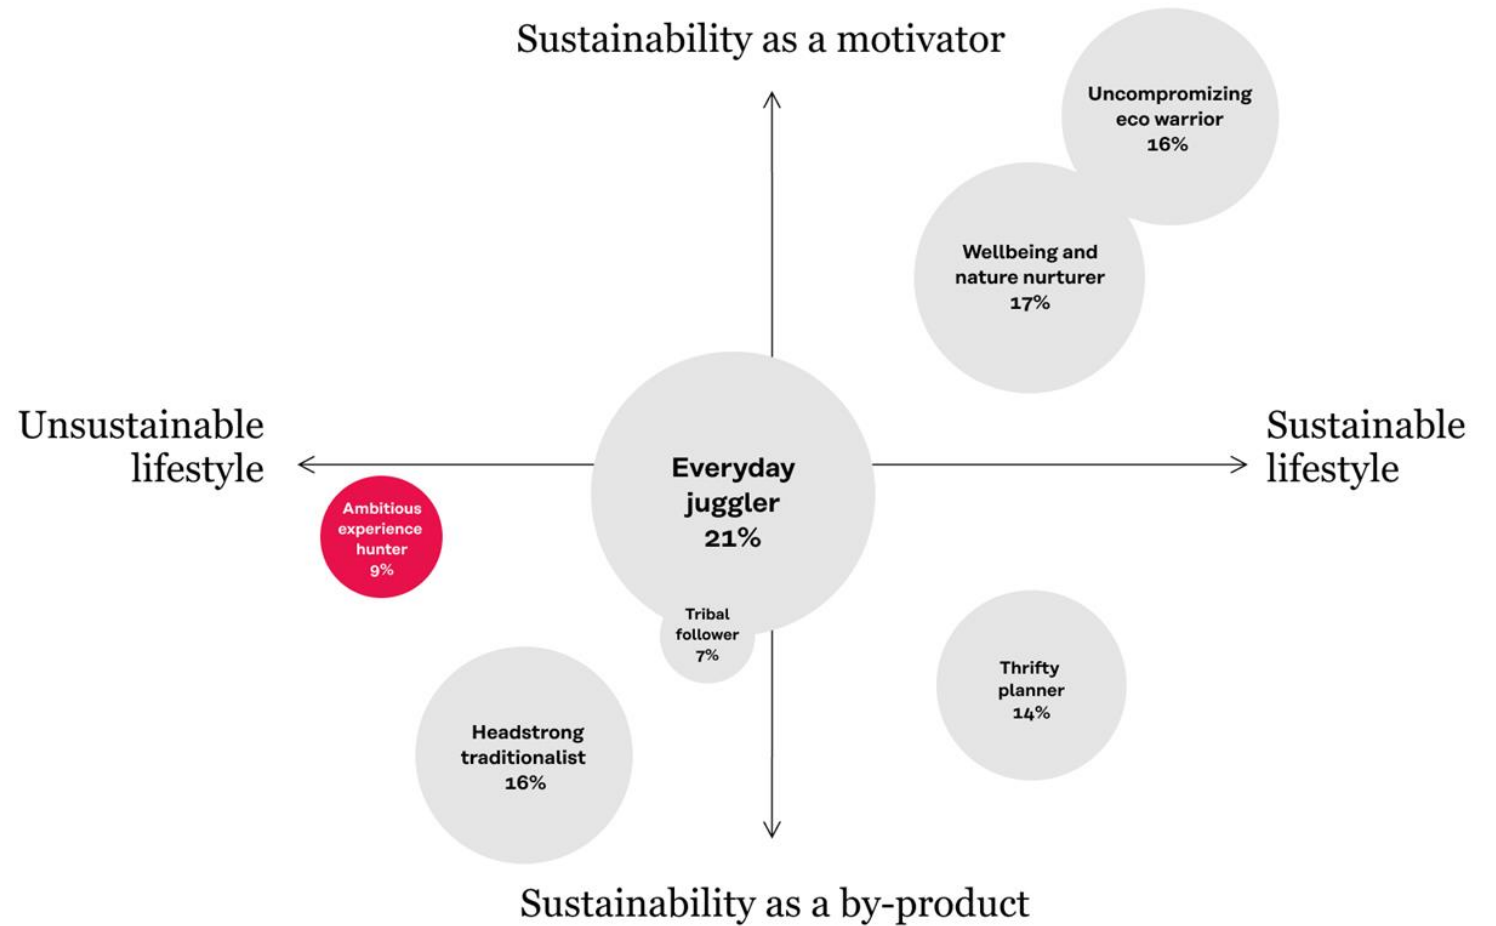 Sustainability as a motivator
Uncompromizing
eco warrior
16%
Wellbeing and
nature nurturer
17%
Unsustainable
lifestyle
Sustainable
lifestyle
Everyday
juggler
21%
Ambitious
experience
hunter
9%
Tribal
follower
7%
Thrifty
planner
14%
Headstrong
traditionalist
16%
Sustainability as a by-product